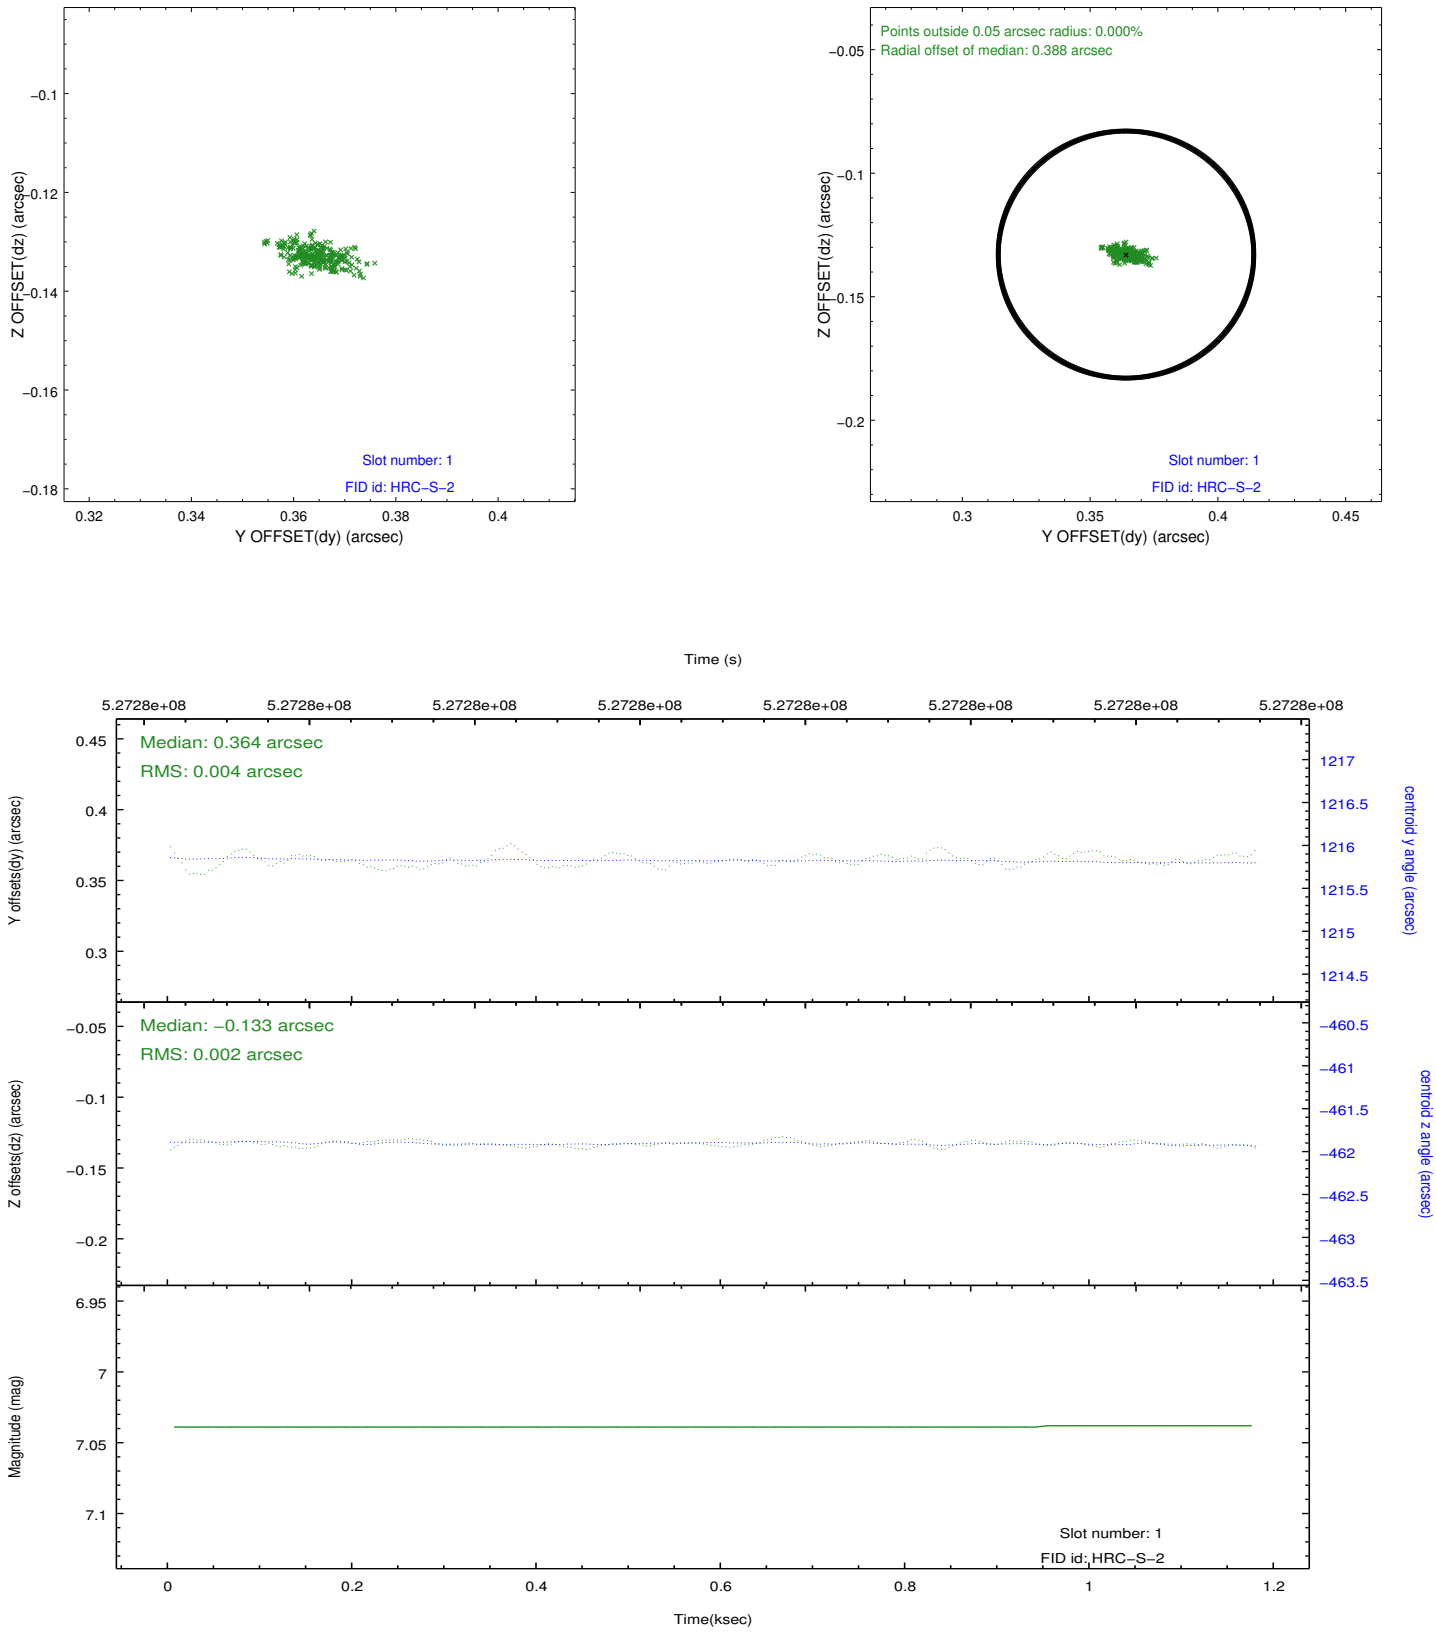 −0.1
−0.12
−0.14
−0.16
−0.18
Z OFFSET(dz) (arcsec)
0.32
0.34
0.36
0.38
0.4
Y OFFSET(dy) (arcsec)
Slot number: 1
FID id: HRC−S−2
Points outside 0.05 arcsec radius: 0.000%
Radial offset of median: 0.388 arcsec
−0.05
−0.1
−0.15
−0.2
Z OFFSET(dz) (arcsec)
0.3
0.35
0.4
0.45
Y OFFSET(dy) (arcsec)
Slot number: 1
FID id: HRC−S−2
Time (s)
5.2728e+08
5.2728e+08
5.2728e+08
5.2728e+08
5.2728e+08
5.2728e+08
5.2728e+08
5.2728e+08
Median: 0.364 arcsec
RMS: 0.004 arcsec
0.45
0.4
0.35
0.3
Y offsets(dy) (arcsec)
1217
1216.5
1216
1215.5
1215
1214.5
centroid y angle (arcsec)
Median: −0.133 arcsec
RMS: 0.002 arcsec
−0.05
−0.1
−0.15
−0.2
Z offsets(dz) (arcsec)
−460.5
−461
−461.5
−462
−462.5
−463
−463.5
centroid z angle (arcsec)
6.95
7
7.05
7.1
Magnitude (mag)
Slot number: 1
FID id: HRC−S−2
0
0.2
0.4
0.6
0.8
1
1.2
Time(ksec)